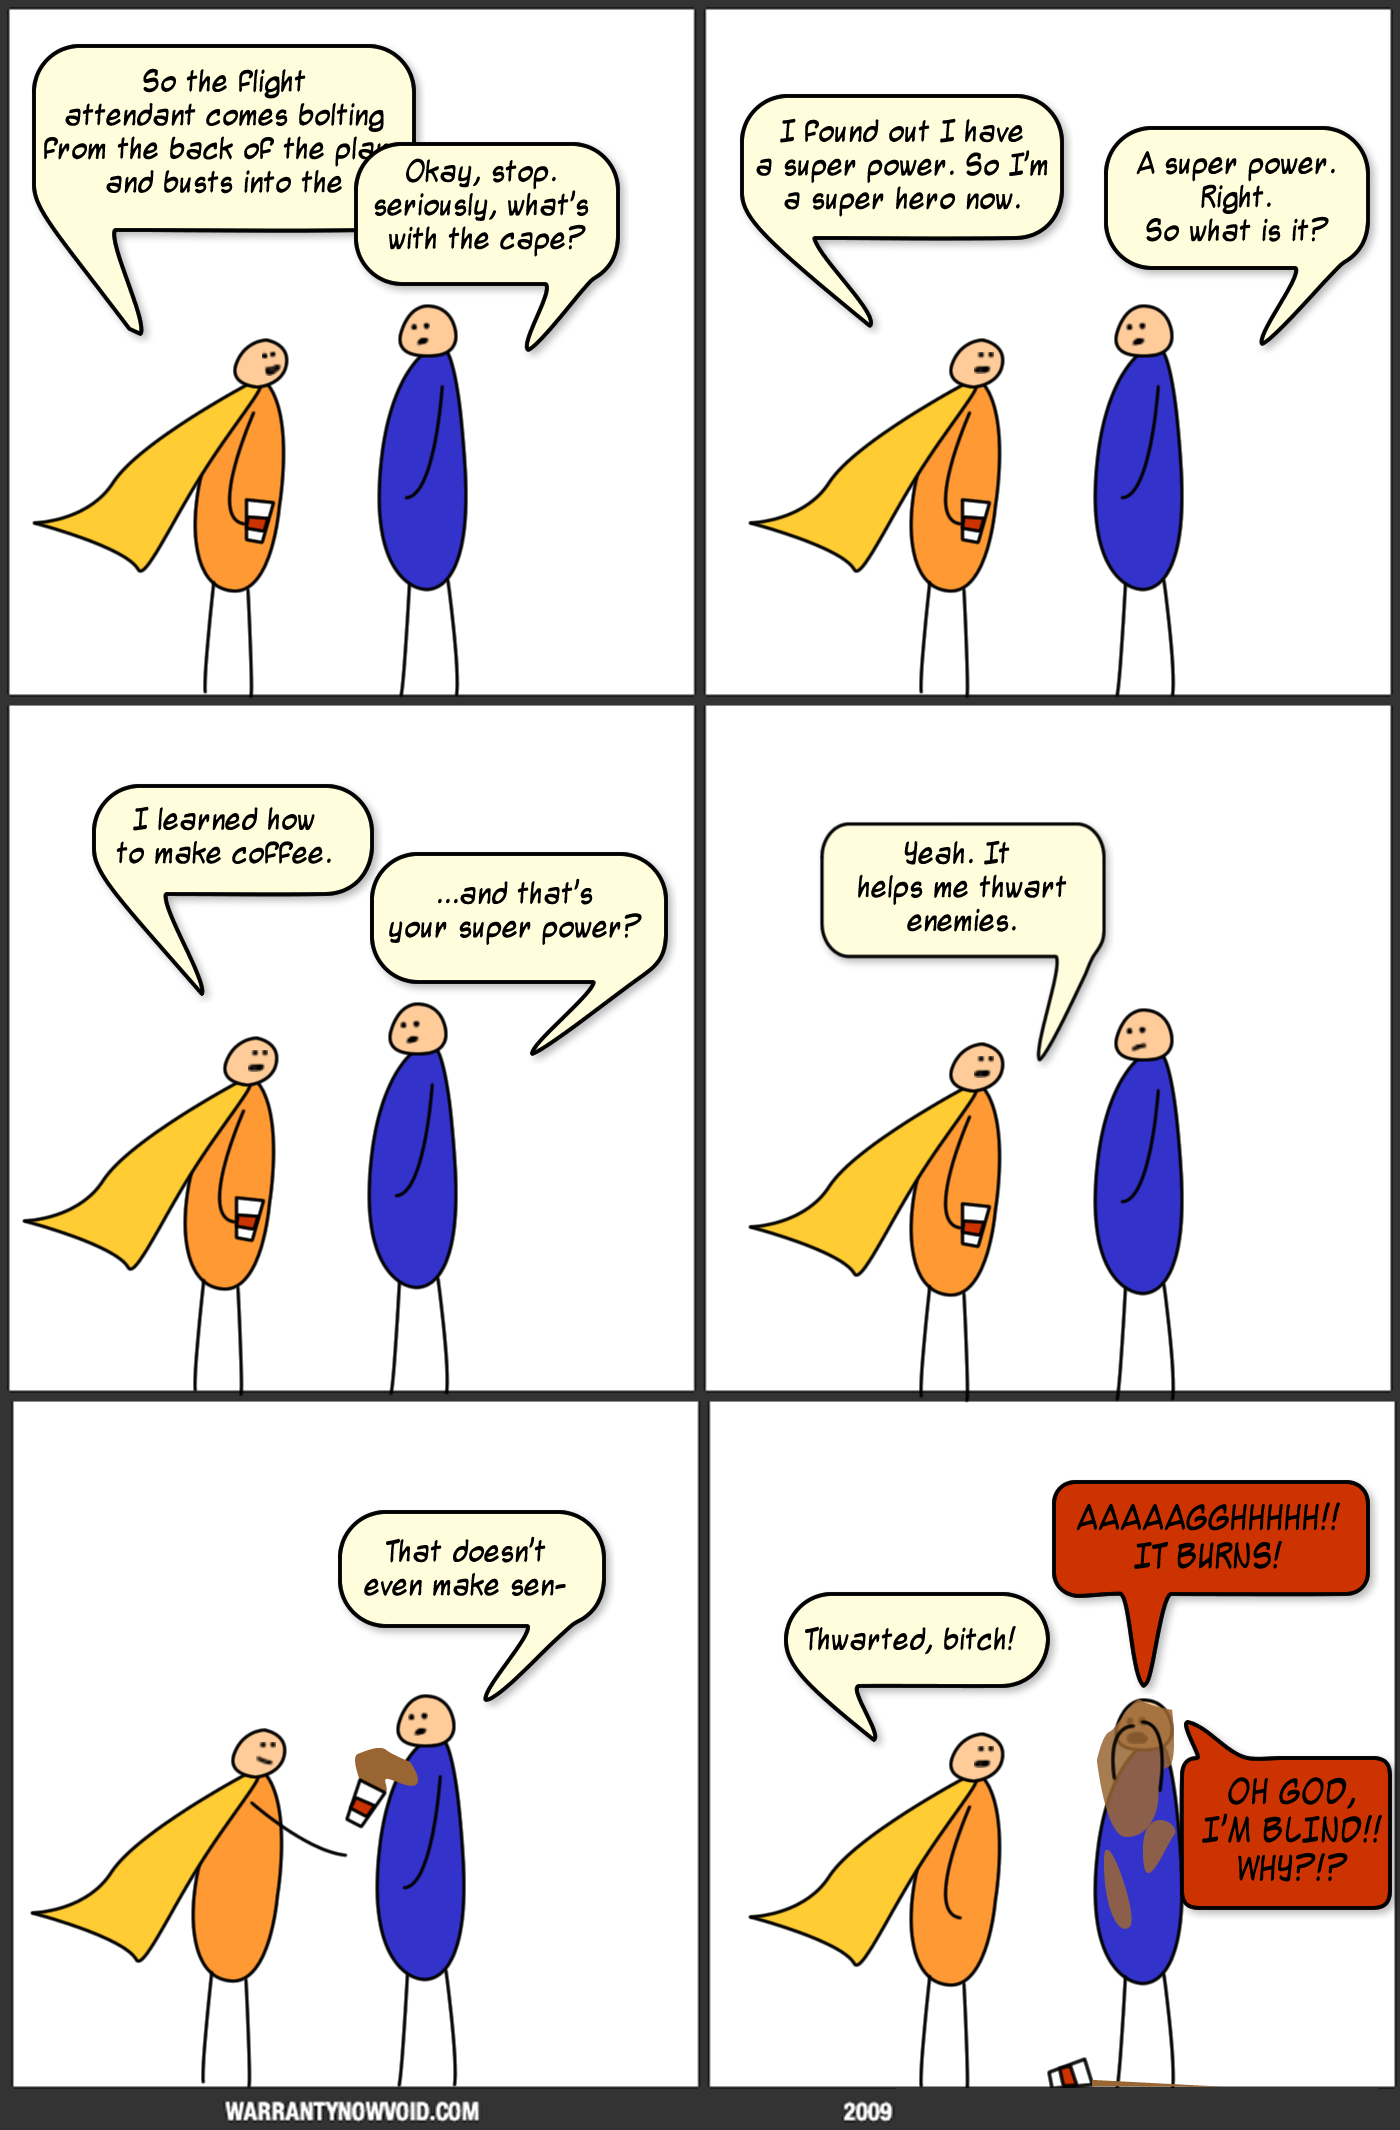 So the flight
attendant comes bolting
from the back of the
and busts into the
Okay, stop.
seriously, what's
with the cape?
I found out I have
a super power. So I'm
a super hero now.
A super power.
Right.
So what is it?
I learned how
to make coffee.
...and that's
your super power?
Yeah. It
helps me thwart
enemies.
That doesn't
even make sen-
Thwarted, bitch!
AAAAAGGHHHHH!!
IT BURNS!
OH GOD,
I'M BLIND!!
WHY?!?
WARRANTYNOWVOID.COM
2009